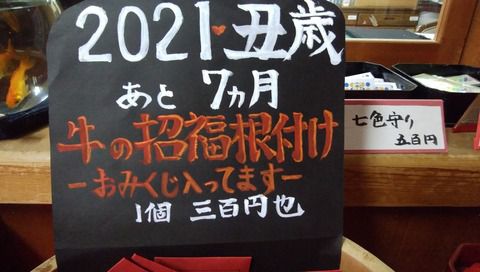 2021♥丑歳
あと 7ヵ月
牛の招福根付け
ーおみくじ入ってますー
1個 三百円也
七色守り
五百円